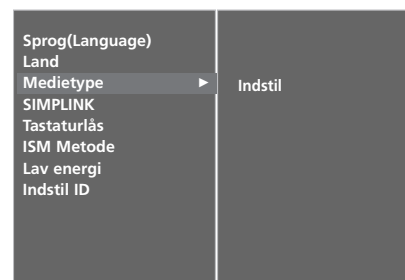 Sprog(Language)
Land
Medietype ►
Indstil
SIMPLINK
Tastaturlås
ISM Metode
Lav energi
Indstil ID